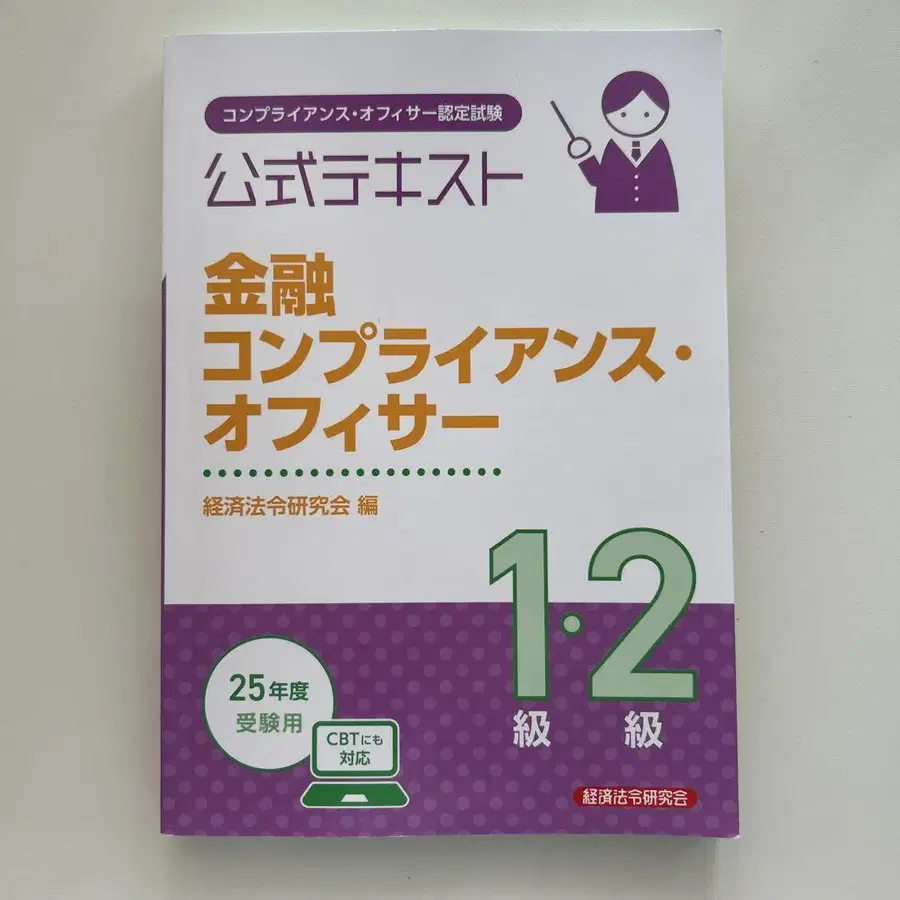 コンプライアンス・オフィサー認定試験
公式テキスト
金融
コンプライアンス・
オフィサー
経済法令研究会 編
1・2
級 級
25年度
受験用
CBTにも
対応
経済法令研究会